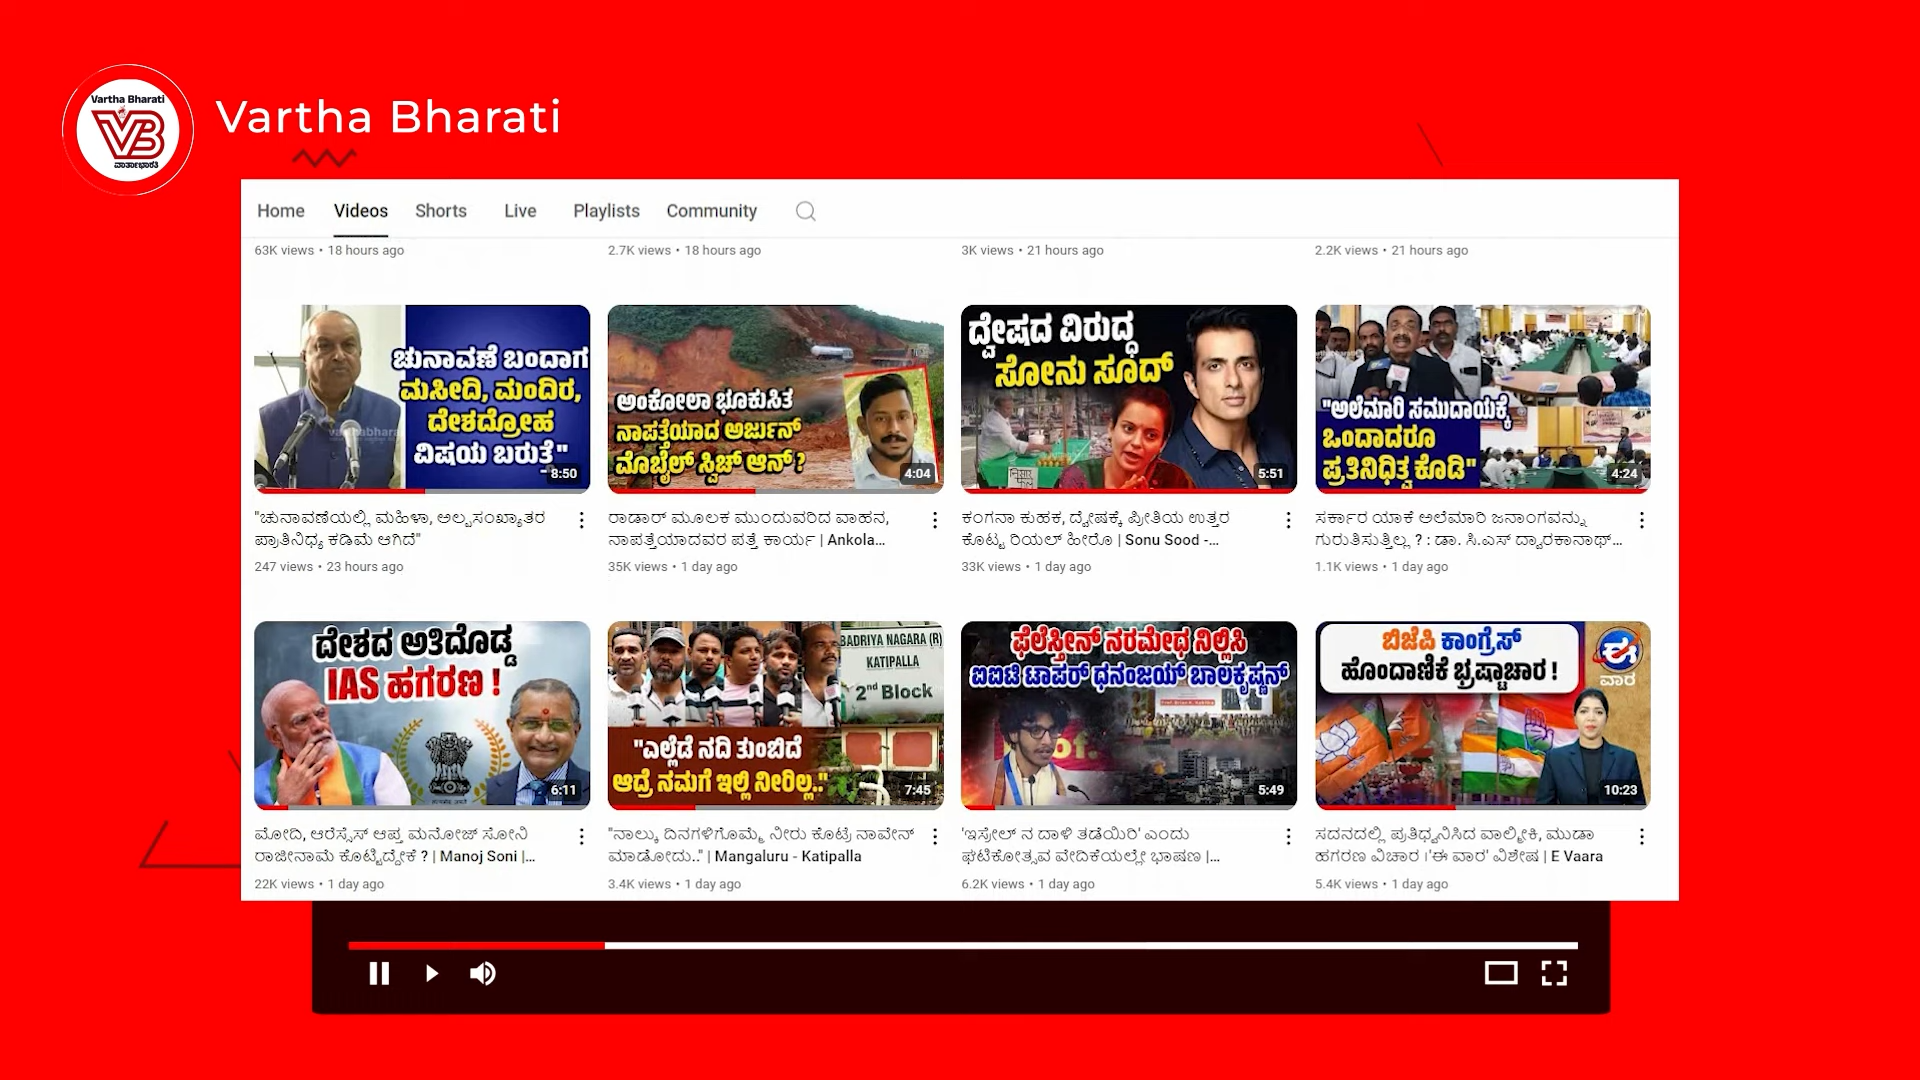 Vartha Bharati
VB
ವಾರ್ತಾಭಾರತಿ
Vartha Bharati
Home Videos Shorts Live Playlists Community
63K views • 18 hours ago
2.7K views • 18 hours ago
3K views • 21 hours ago
2.2K views • 21 hours ago
ಚುನಾವಣೆ ಬಂದಾಗ
ಮಸೀದಿ, ಮಂದಿರ,
ದೇಶದ್ರೋಹ
ವಿಷಯ ಬರುತ್ತೆ"
8:50
"ಚುನಾವಣೆಯಲ್ಲಿ ಮಹಿಳಾ, ಅಲ್ಪಸಂಖ್ಯಾತರ
ಪ್ರಾತಿನಿಧ್ಯ ಕಡಿಮೆ ಆಗಿದೆ"
247 views • 23 hours ago
ಅಂಕೋಲಾ ಭೂಕುಸಿತ
ನಾಪತ್ತೆಯಾದ ಅರ್ಜುನ್
ಮೊಬೈಲ್ ಸ್ವಿಚ್ ಆನ್ ?
4:04
ರಾಡಾರ್ ಮೂಲಕ ಮುಂದುವರಿದ ವಾಹನ,
ನಾಪತ್ತೆಯಾದವರ ಪತ್ತೆ ಕಾರ್ಯ | Ankola...
35K views • 1 day ago
ದ್ವೇಷದ ವಿರುದ್ಧ
ಸೋನು ಸೂದ್
5:51
ಕಂಗನಾ ಕುಹಕ, ದ್ವೇಷಕ್ಕೆ ಪ್ರೀತಿಯ ಉತ್ತರ
ಕೊಟ್ಟ ರಿಯಲ್ ಹೀರೊ | Sonu Sood -...
33K views • 1 day ago
"ಅಲೆಮಾರಿ ಸಮುದಾಯಕ್ಕೆ
ಒಂದಾದರೂ
ಪ್ರತಿನಿಧಿತ್ವ ಕೊಡಿ"
4:24
ಸರ್ಕಾರ ಯಾಕೆ ಅಲೆಮಾರಿ ಜನಾಂಗವನ್ನು
ಗುರುತಿಸುತ್ತಿಲ್ಲ ? : ಡಾ. ಸಿ.ಎಸ್ ದ್ವಾರಕಾನಾಥ್...
1.1K views • 1 day ago
ದೇಶದ ಅತಿದೊಡ್ಡ
IAS ಹಗರಣ !
6:11
ಮೋದಿ, ಆರೆಸ್ಸೆಸ್ ಆಪ್ತ ಮನೋಜ್ ಸೋನಿ
ರಾಜೀನಾಮೆ ಕೊಟ್ಟಿದ್ದೇಕೆ ? | Manoj Soni |...
22K views • 1 day ago
BADRIYA NAGARA (R)
KATIPALLA
2nd Block
"ಎಲ್ಲೆಡೆ ನದಿ ತುಂಬಿದೆ
ಆದ್ರೆ ನಮಗೆ ಇಲ್ಲಿ ನೀರಿಲ್ಲ.."
7:45
"ನಾಲ್ಕು ದಿನಗಳಿಗೊಮ್ಮೆ ನೀರು ಕೊಟ್ರೆ ನಾವೇನ್
ಮಾಡೋದು.." | Mangaluru - Katipalla
3.4K views • 1 day ago
ಫೆಲೆಸ್ತೀನ್ ನರಮೇಧ ನಿಲ್ಲಿಸಿ
ಐಐಟಿ ಟಾಪರ್ ಧನಂಜಯ್ ಬಾಲಕೃಷ್ಣನ್
5:49
'ಇಸ್ರೇಲ್ ನ ದಾಳಿ ತಡೆಯಿರಿ' ಎಂದು
ಘಟಿಕೋತ್ಸವ ವೇದಿಕೆಯಲ್ಲೇ ಭಾಷಣ |...
6.2K views • 1 day ago
ಬಿಜೆಪಿ ಕಾಂಗ್ರೆಸ್
ಹೊಂದಾಣಿಕೆ ಭ್ರಷ್ಟಾಚಾರ !
ಈ
ವಾರ
10:23
ಸದನದಲ್ಲಿ ಪ್ರತಿಧ್ವನಿಸಿದ ವಾಲ್ಮೀಕಿ, ಮುಡಾ
ಹಗರಣ ವಿಚಾರ ।'ಈ ವಾರ' ವಿಶೇಷ | E Vaara
5.4K views • 1 day ago